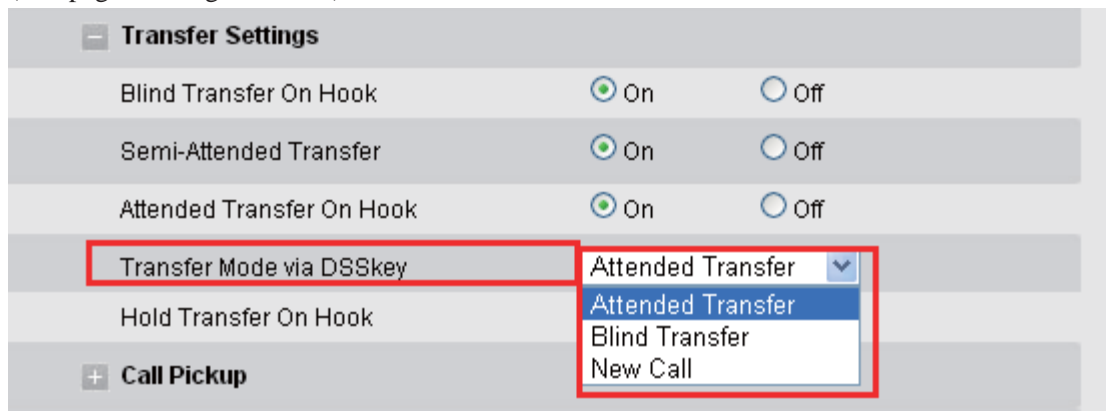 Transfer Settings
Blind Transfer On Hook On Off
Semi-Attended Transfer On Off
Attended Transfer On Hook On Off
Transfer Mode via DSSkey Attended Transfer
Attended Transfer
Hold Transfer On Hook
Blind Transfer
New Call
Call Pickup